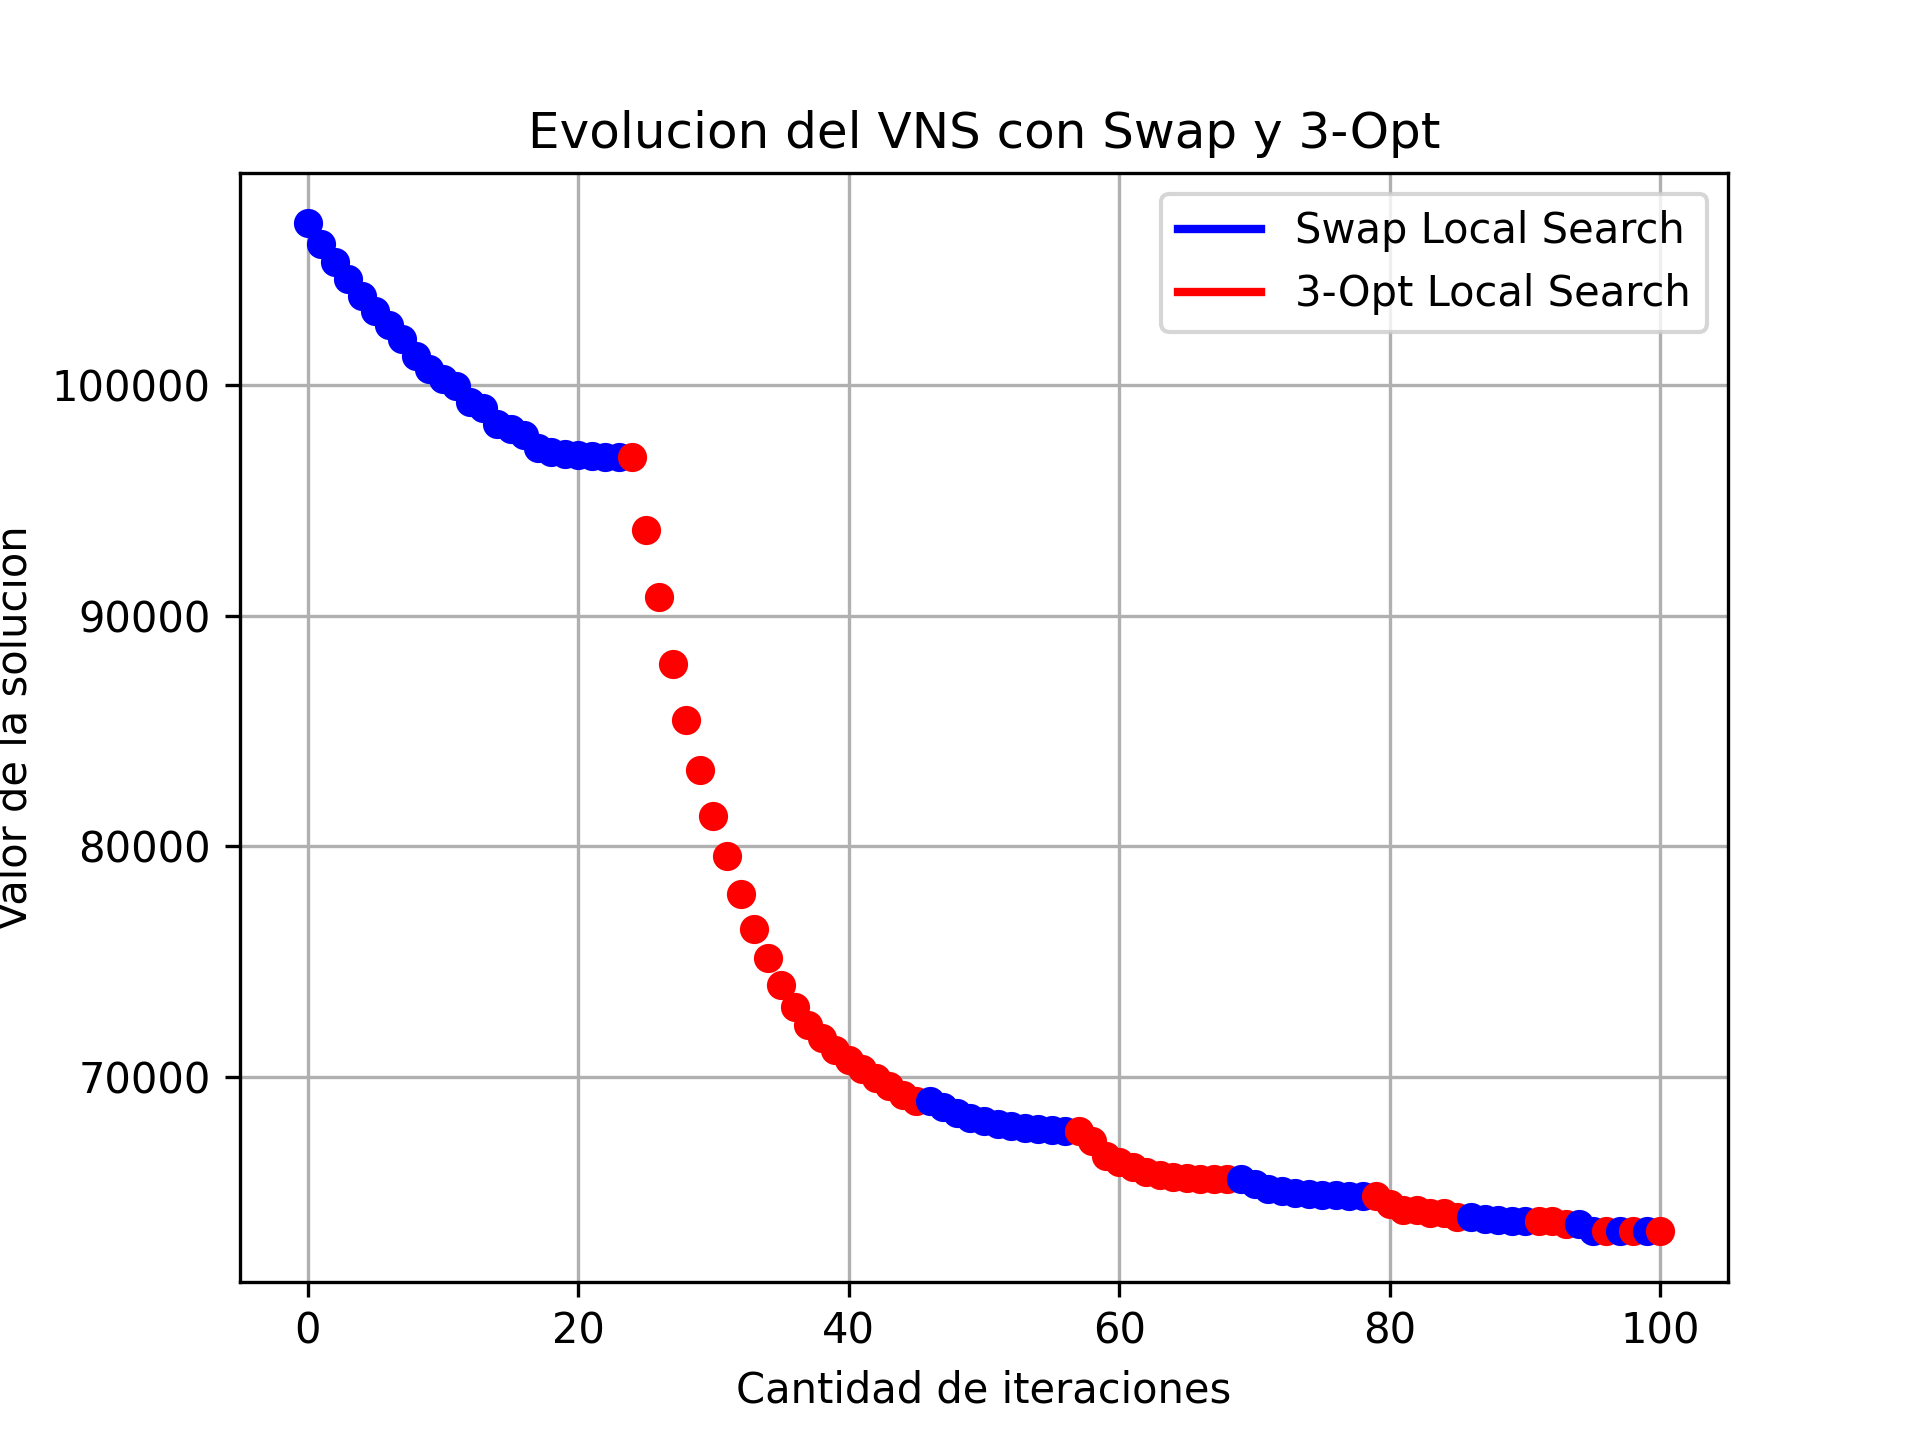 Evolucion del VNS con Swap y 3-Opt
Swap Local Search
3-Opt Local Search
Valor de la solucion
100000
90000
80000
70000
0 20 40 60 80 100
Cantidad de iteraciones